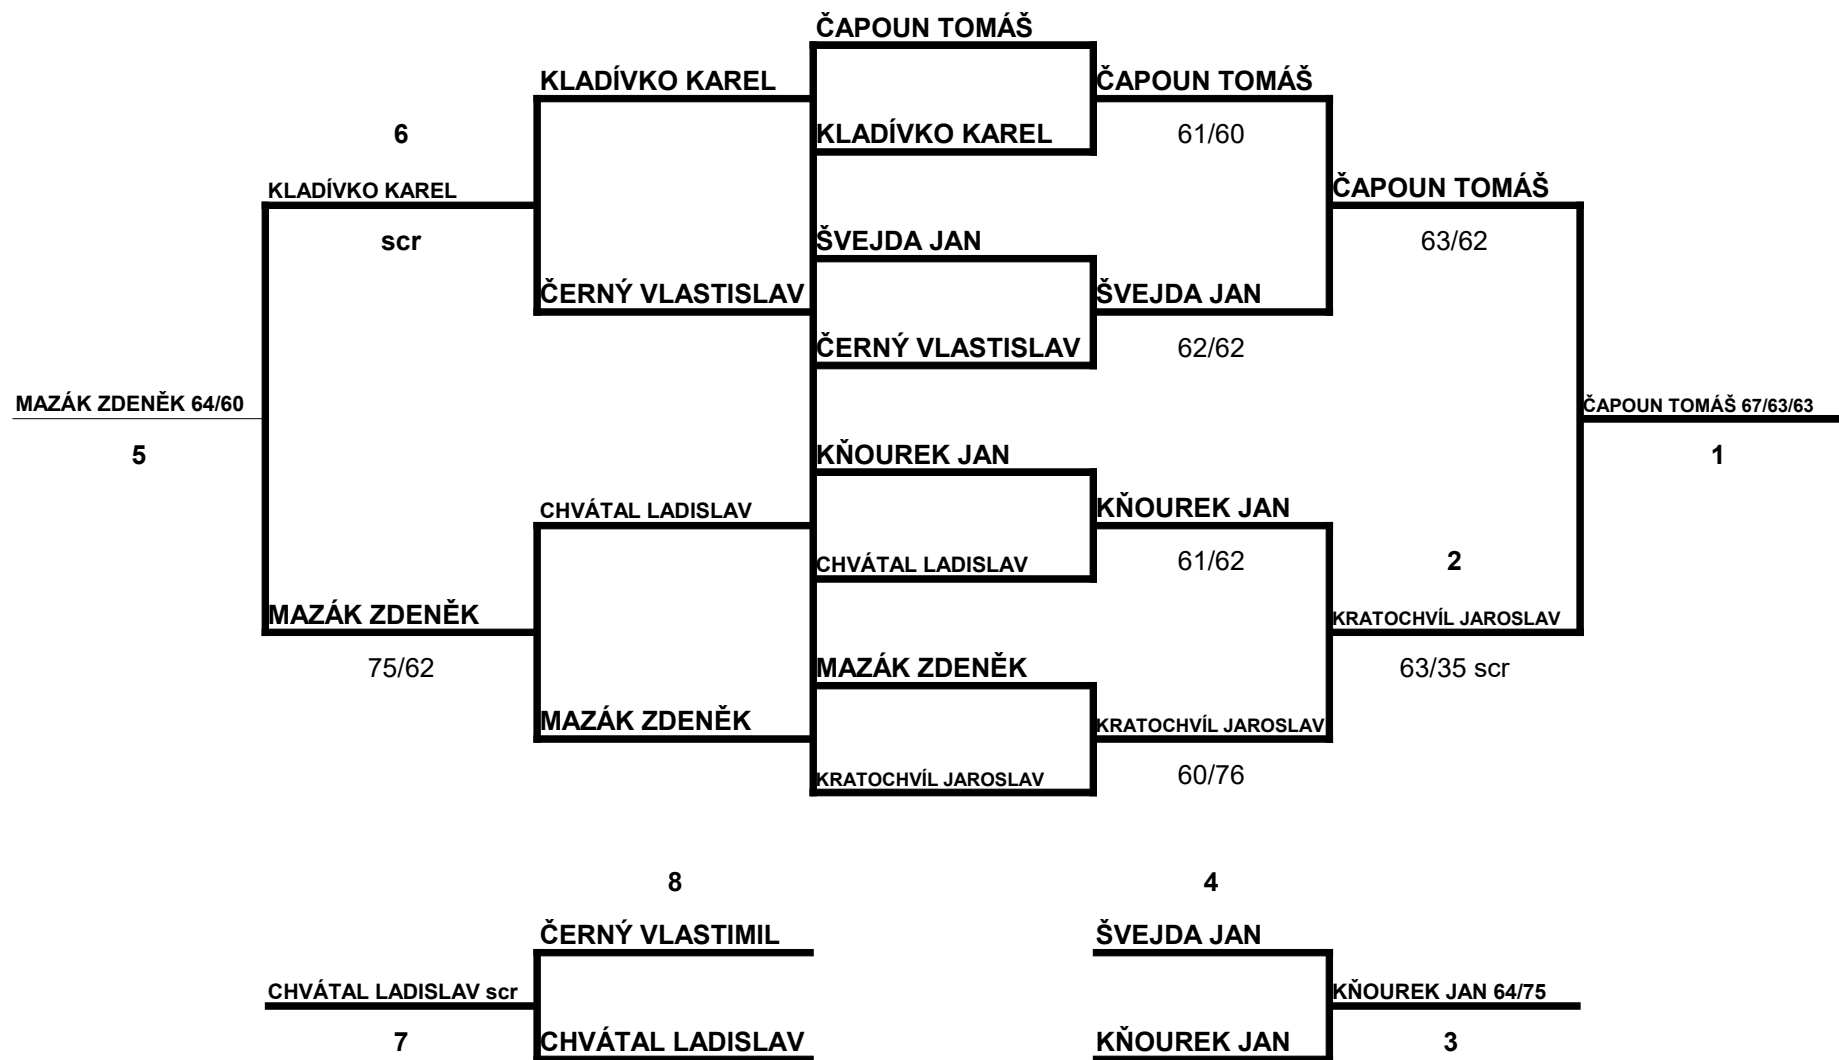 ČAPOUN TOMÁŠ
KLADÍVKO KAREL
ČAPOUN TOMÁŠ
6
KLADÍVKO KAREL
61/60
KLADÍVKO KAREL
ČAPOUN TOMÁŠ
scr
ŠVEJDA JAN
63/62
ČERNÝ VLASTISLAV
ŠVEJDA JAN
ČERNÝ VLASTISLAV
62/62
MAZÁK ZDENĚK 64/60
ČAPOUN TOMÁŠ 67/63/63
5
KŇOUREK JAN
1
CHVÁTAL LADISLAV
KŇOUREK JAN
CHVÁTAL LADISLAV
61/62
2
MAZÁK ZDENĚK
KRATOCHVÍL JAROSLAV
75/62
MAZÁK ZDENĚK
63/35 scr
MAZÁK ZDENĚK
KRATOCHVÍL JAROSLAV
KRATOCHVÍL JAROSLAV
60/76
8
4
ČERNÝ VLASTIMIL
ŠVEJDA JAN
CHVÁTAL LADISLAV scr
KŇOUREK JAN 64/75
7
CHVÁTAL LADISLAV
KŇOUREK JAN
3